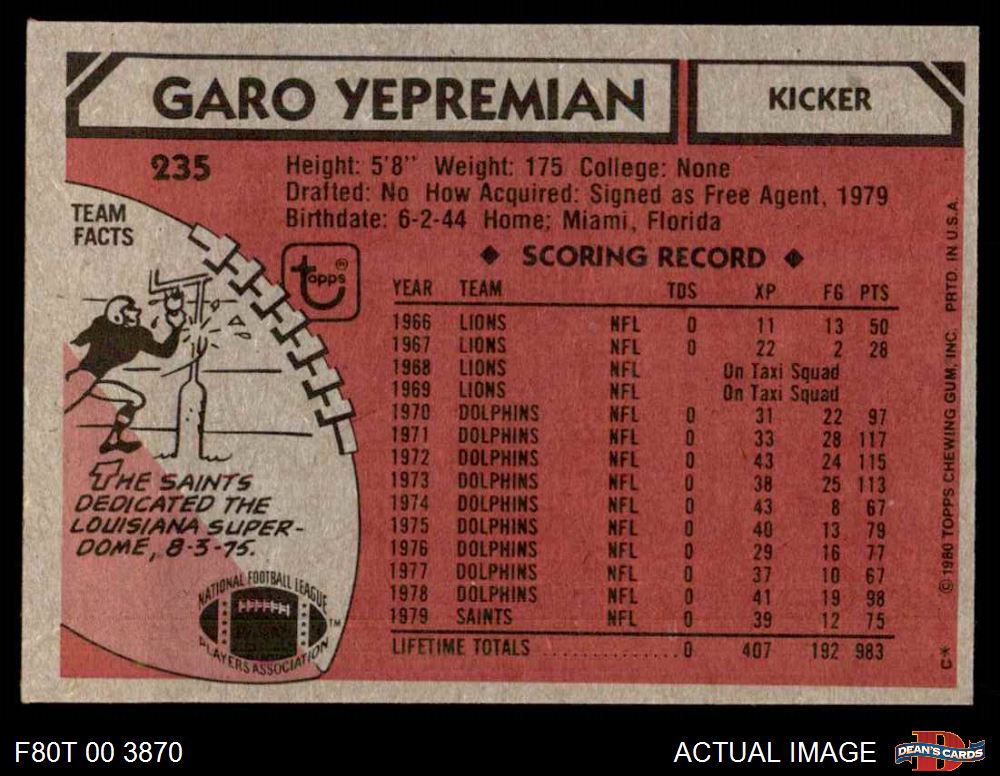 GARO YEPREMIAN
KICKER
235
Height: 5'8" Weight: 175 College: None
Drafted: No How Acquired: Signed as Free Agent, 1979
Birthdate: 6-2-44 Home; Miami, Florida
TEAM
FACTS
Topps®
◆ SCORING RECORD ◆
YEAR TEAM TDS XP FG PTS
1966 LIONS NFL 0 11 13 50
1967 LIONS NFL 0 22 2 28
1968 LIONS NFL On Taxi Squad
1969 LIONS NFL On Taxi Squad
1970 DOLPHINS NFL 0 31 22 97
1971 DOLPHINS NFL 0 33 28 117
1972 DOLPHINS NFL 0 43 24 115
1973 DOLPHINS NFL 0 38 25 113
1974 DOLPHINS NFL 0 43 8 67
1975 DOLPHINS NFL 0 40 13 79
1976 DOLPHINS NFL 0 29 16 77
1977 DOLPHINS NFL 0 37 10 67
1978 DOLPHINS NFL 0 41 19 98
1979 SAINTS NFL 0 39 12 75
LIFETIME TOTALS ..............0 407 192 983
THE SAINTS
DEDICATED THE
LOUISIANA SUPER-
DOME, 8-3-75.
NATIONAL FOOTBALL LEAGUE
PLAYERS ASSOCIATION
TM
C* © 1980 TOPPS CHEWING GUM, INC. PRTD. IN U.S.A.
F80T 00 3870
ACTUAL IMAGE
DEAN'S CARDS